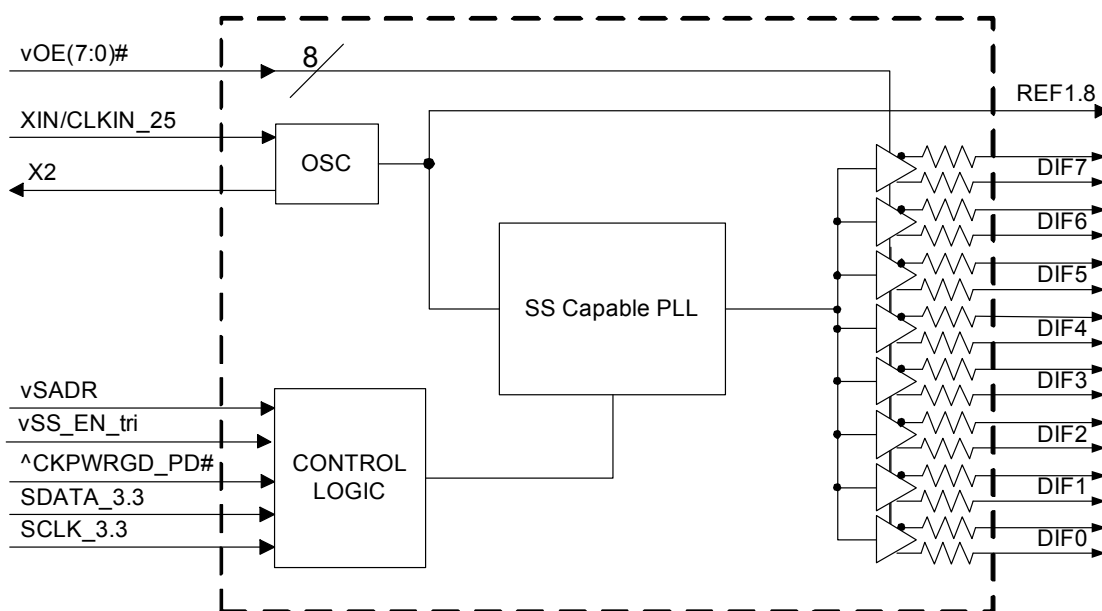 vOE(7:0)#
8
REF1.8
XIN/CLKIN_25
OSC
X2
DIF7
DIF6
DIF5
SS Capable PLL
DIF4
DIF3
vSADR
vSS_EN_tri
DIF2
^CKPWRGD_PD#
CONTROL
LOGIC
SDATA_3.3
DIF1
SCLK_3.3
DIF0